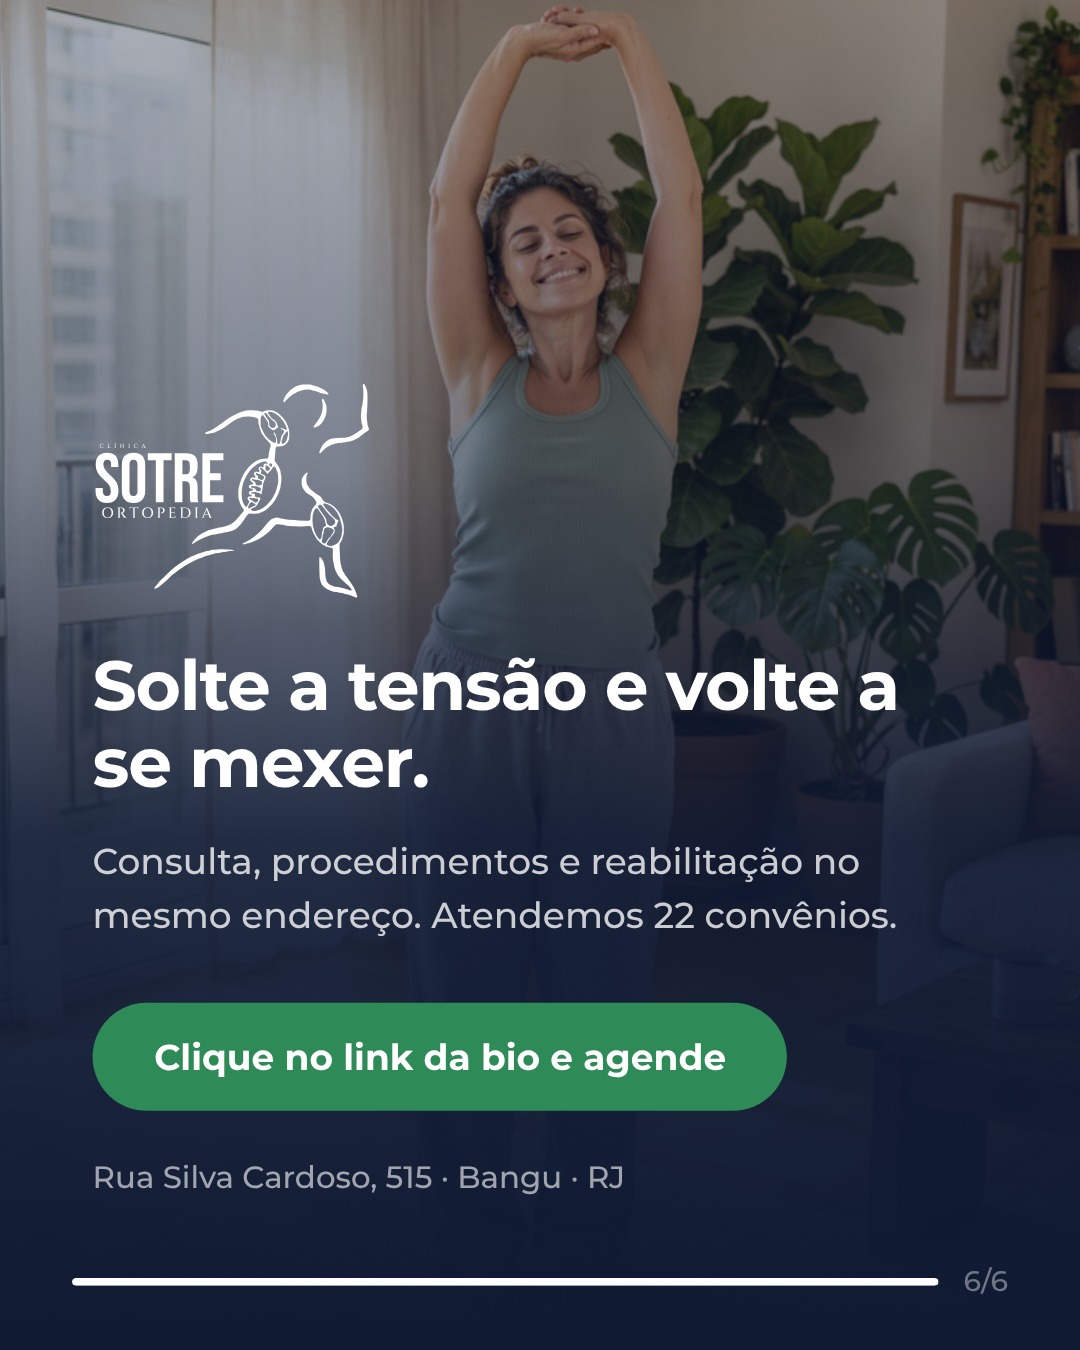 CLÍNICA
SOTRE
ORTOPEDIA
Solte a tensão e volte a
se mexer.
Consulta, procedimentos e reabilitação no
mesmo endereço. Atendemos 22 convênios.
Clique no link da bio e agende
Rua Silva Cardoso, 515 · Bangu · RJ
6/6